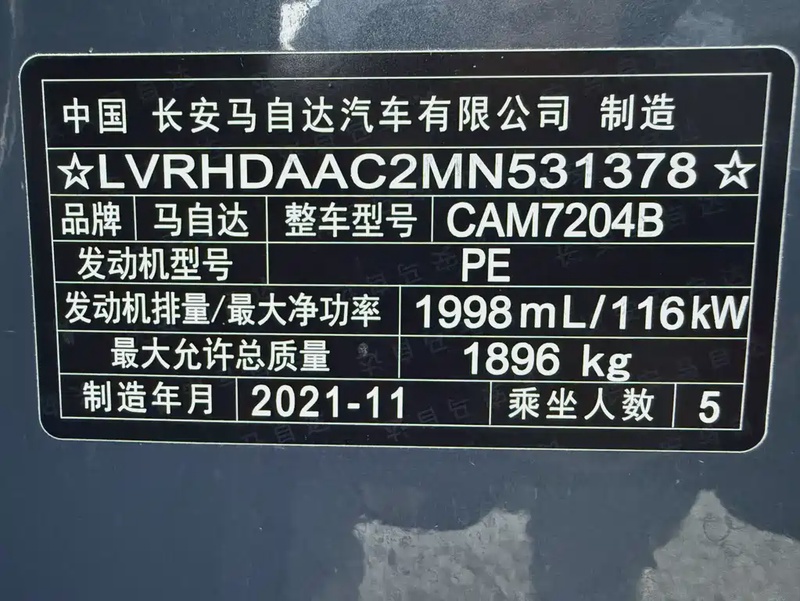 中国 长安马自达汽车有限公司 制造
☆LVRHDAAC2MN531378☆
品牌 马自达 整车型号 CAM7204B
发动机型号 PE
发动机排量/最大净功率 1998mL/116kW
最大允许总质量 1896 kg
制造年月 2021-11 乘坐人数 5